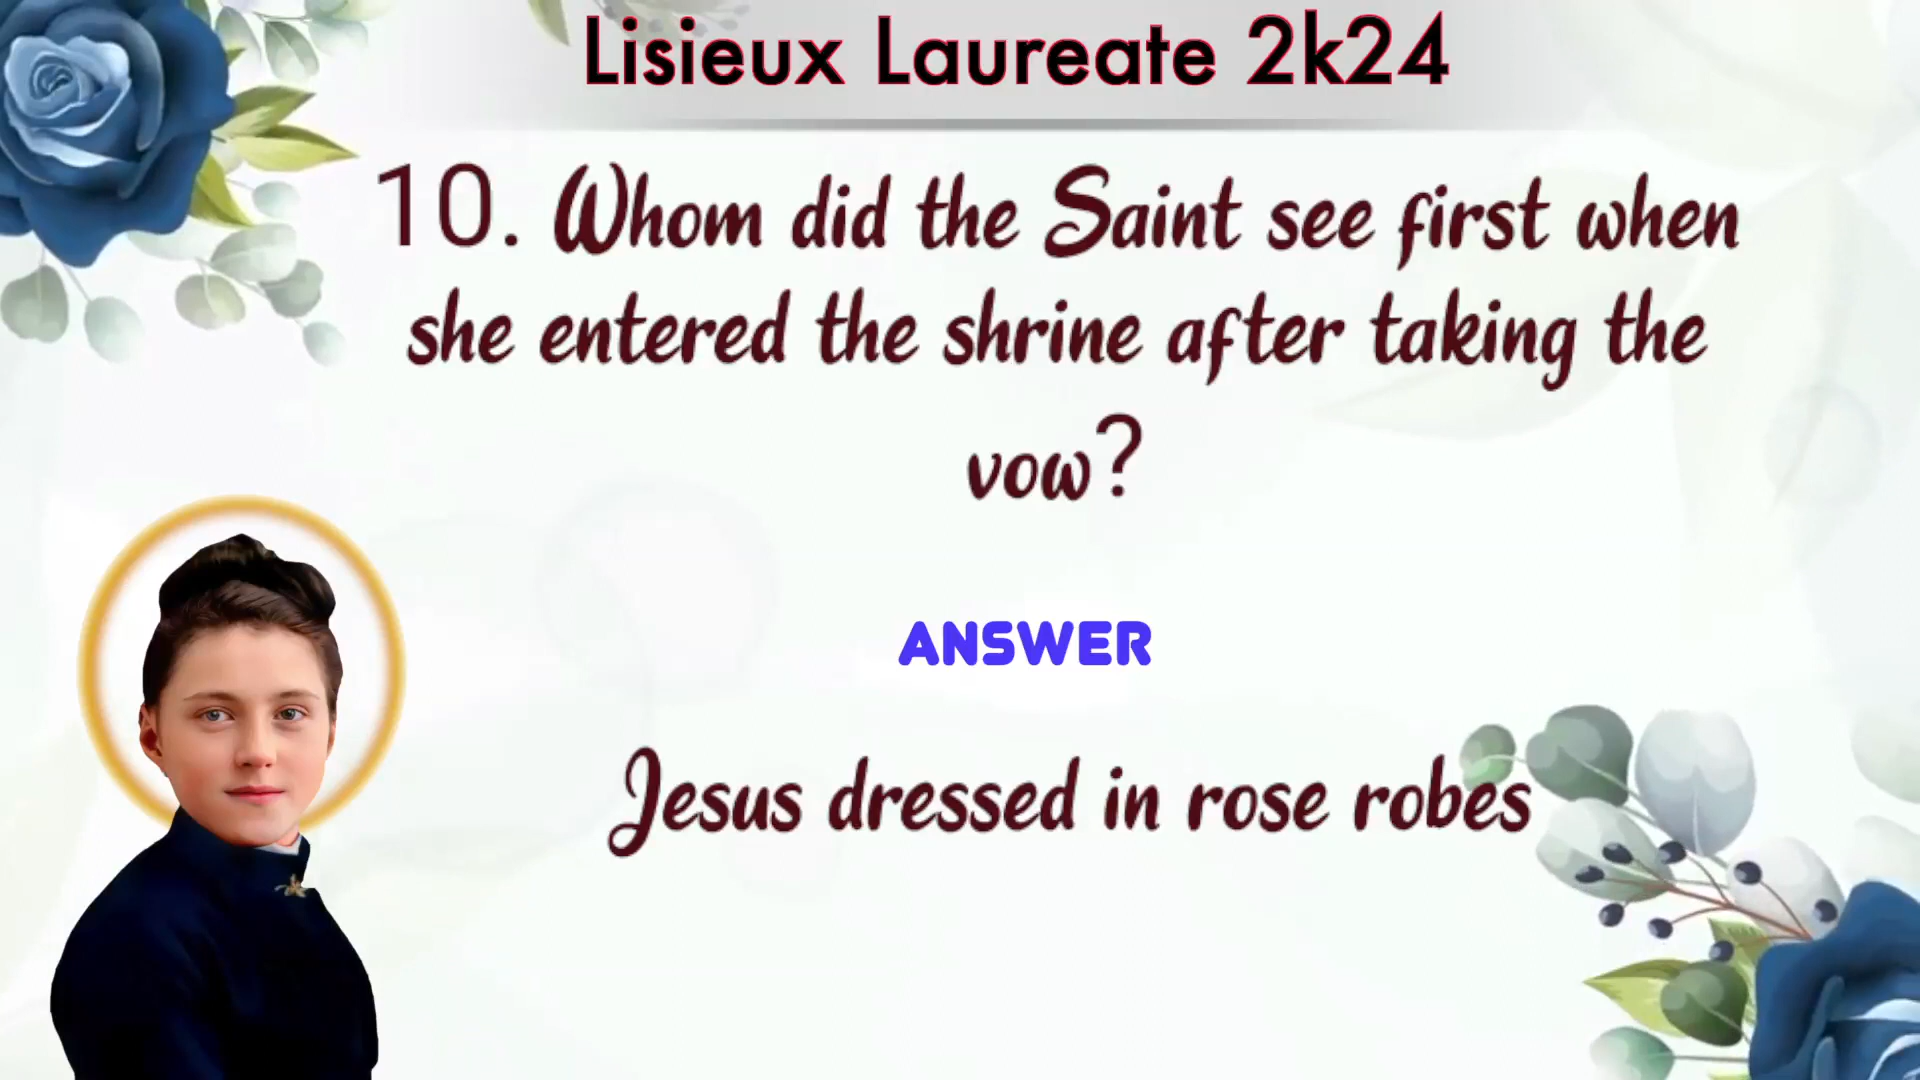 Lisieux Laureate 2k24
10. Whom did the Saint see first when
she entered the shrine after taking the
vow?
ANSWER
Jesus dressed in rose robes